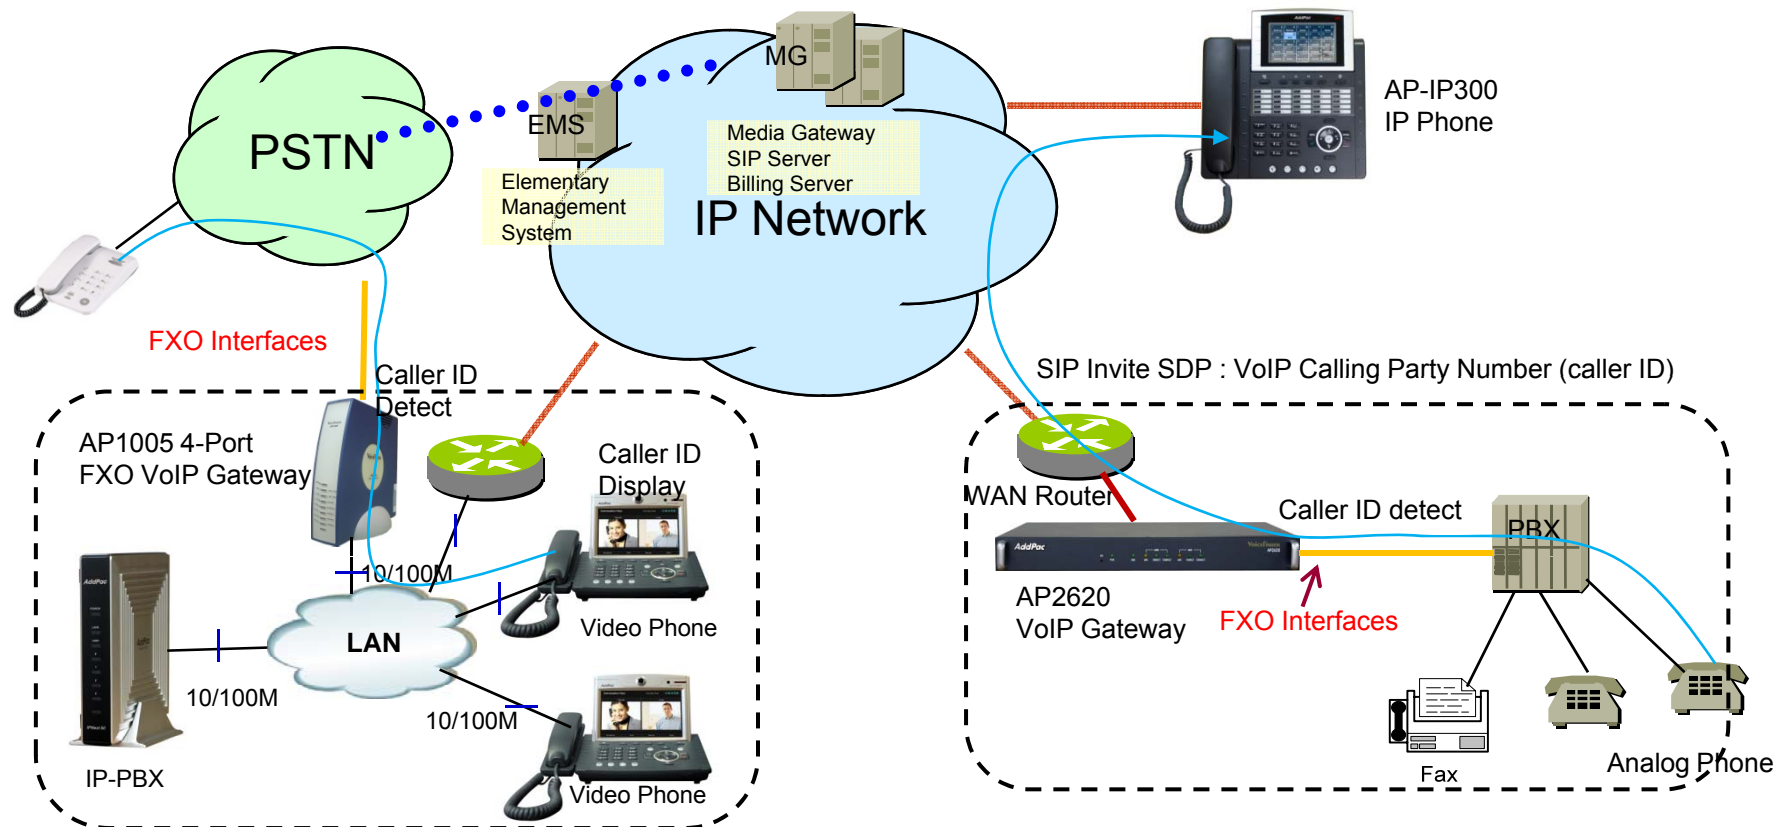 MG
EMS
PSTN
Media Gateway
SIP Server
Billing Server
Elementary
Management
System
IP Network
AddPac
AP-IP300
IP Phone
FXO Interfaces
Caller ID
Detect
AP1005 4-Port
FXO VoIP Gateway
Caller ID
Display
10/100M
LAN
Video Phone
AddPac
10/100M
10/100M
IP-PBX
Video Phone
SIP Invite SDP : VoIP Calling Party Number (caller ID)
WAN Router
Caller ID detect
PBX
AddPac
AP2620
VoIP Gateway
FXO Interfaces
Fax
Analog Phone